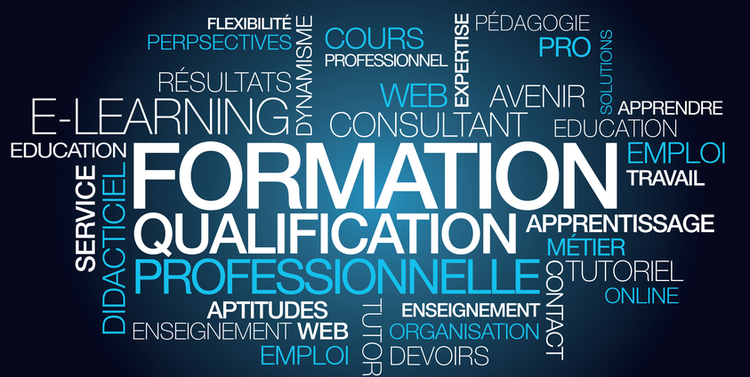 FLEXIBILITÉ
PERPSECTIVES
DYNAMISME
COURS
PROFESSIONNEL
EXPERTISE
PÉDAGOGIE
PRO
SOLUTIONS
RÉSULTATS
WEB
AVENIR
APPRENDRE
E-LEARNING
CONSULTANT
EDUCATION
EDUCATION
FORMATION
EMPLOI
TRAVAIL
SERVICE
DIDACTICIEL
QUALIFICATION
APPRENTISSAGE
MÉTIER
PROFESSIONNELLE
CONTACT
TUTORIEL
ONLINE
APTITUDES
TUTOR
ENSEIGNEMENT
ENSEIGNEMENT WEB
ORGANISATION
EMPLOI
DEVOIRS